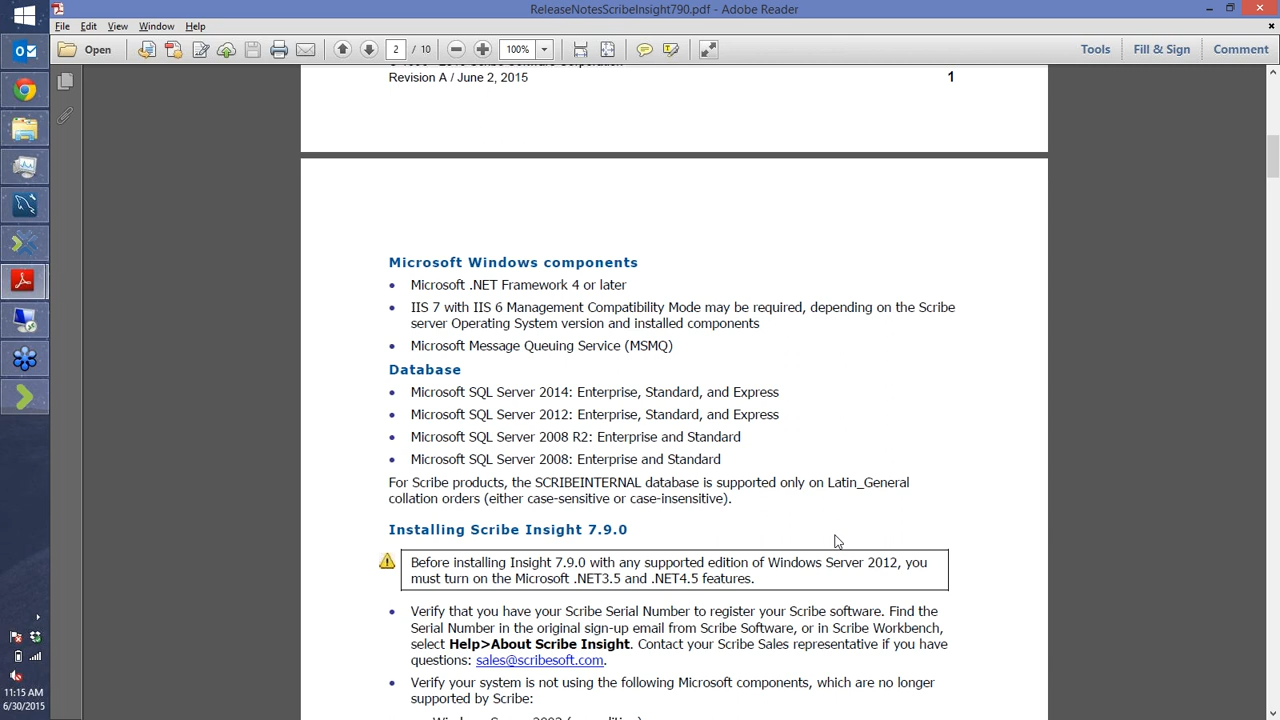 ReleaseNotesScribeInsight790.pdf - Adobe Reader
File Edit View Window Help
Open 2 / 10 100% Tools Fill & Sign Comment
Revision A / June 2, 2015 1
Microsoft Windows components
• Microsoft .NET Framework 4 or later
• IIS 7 with IIS 6 Management Compatibility Mode may be required, depending on the Scribe
server Operating System version and installed components
• Microsoft Message Queuing Service (MSMQ)
Database
• Microsoft SQL Server 2014: Enterprise, Standard, and Express
• Microsoft SQL Server 2012: Enterprise, Standard, and Express
• Microsoft SQL Server 2008 R2: Enterprise and Standard
• Microsoft SQL Server 2008: Enterprise and Standard
For Scribe products, the SCRIBEINTERNAL database is supported only on Latin_General
collation orders (either case-sensitive or case-insensitive).
Installing Scribe Insight 7.9.0
Before installing Insight 7.9.0 with any supported edition of Windows Server 2012, you
must turn on the Microsoft .NET3.5 and .NET4.5 features.
• Verify that you have your Scribe Serial Number to register your Scribe software. Find the
Serial Number in the original sign-up email from Scribe Software, or in Scribe Workbench,
select Help>About Scribe Insight. Contact your Scribe Sales representative if you have
questions: sales@scribesoft.com.
• Verify your system is not using the following Microsoft components, which are no longer
supported by Scribe:
11:15 AM
6/30/2015